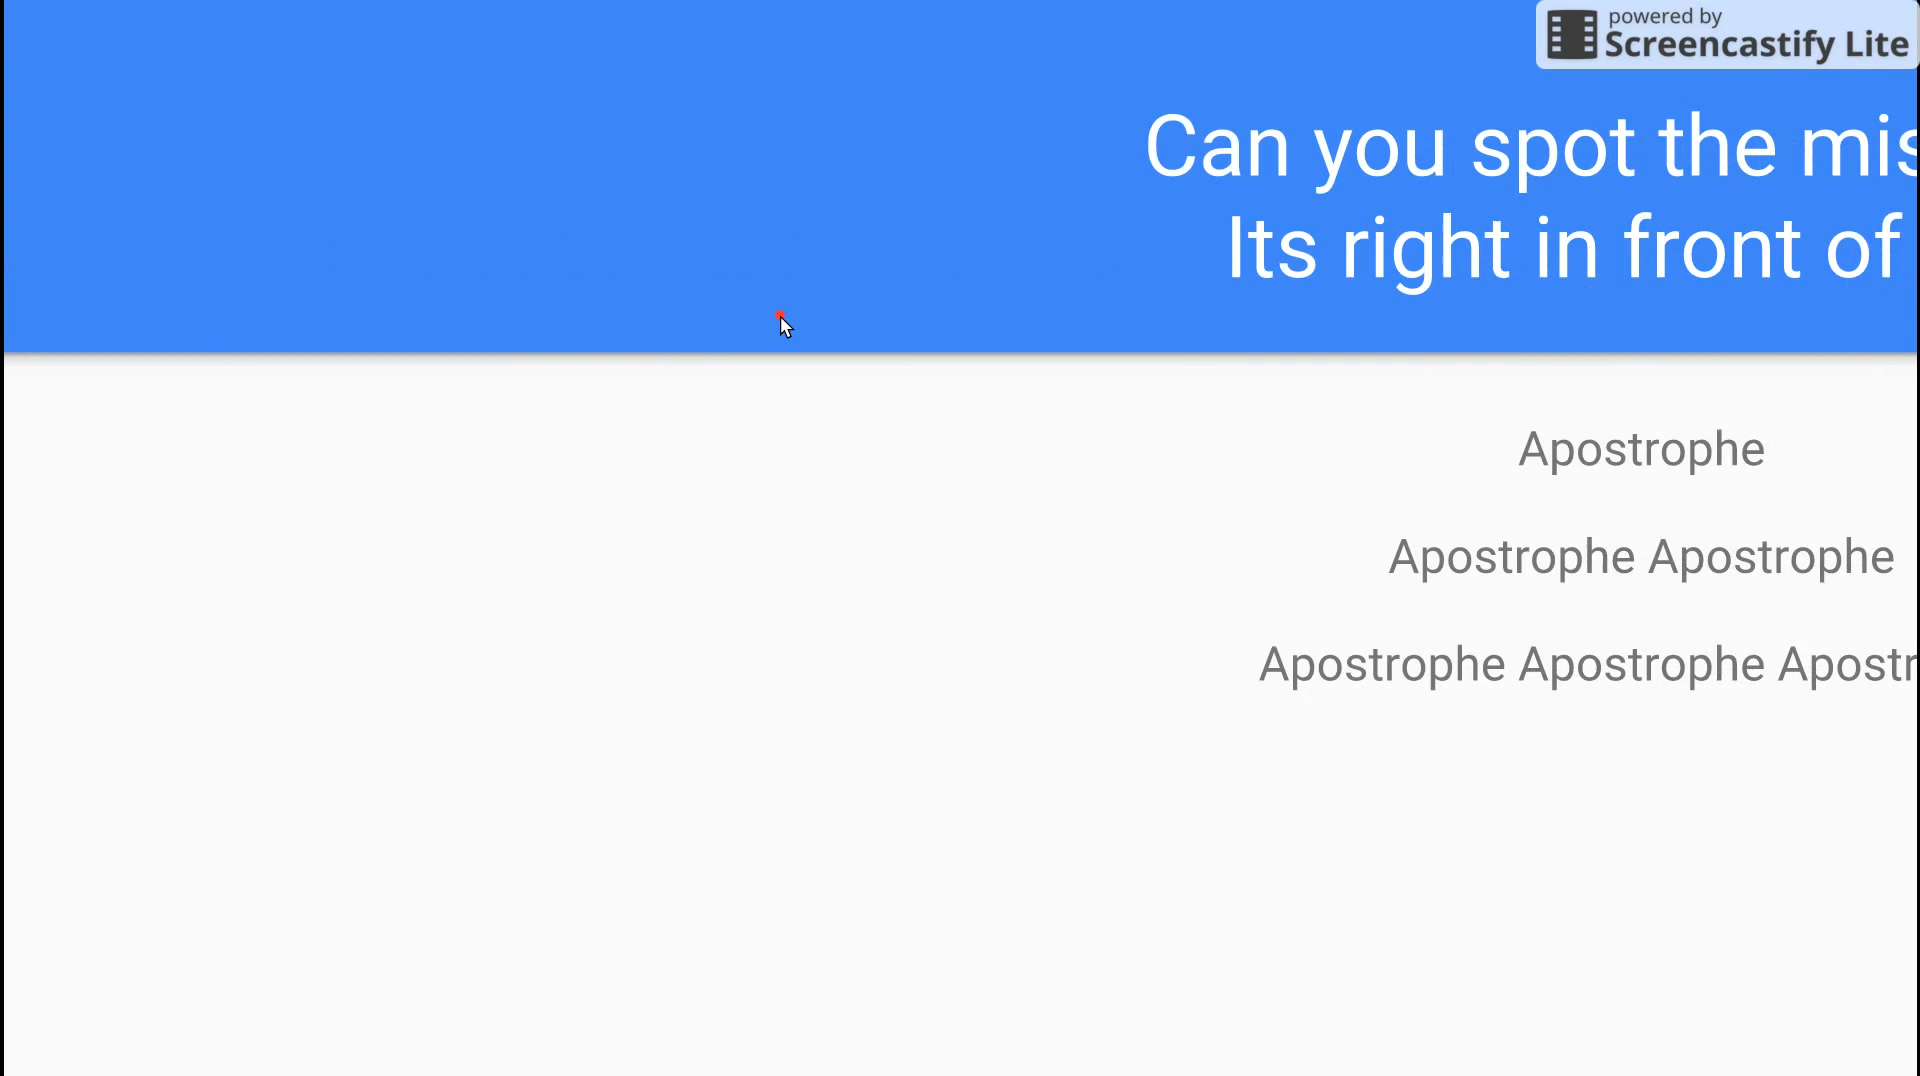 powered by
Screencastify Lite
Can you spot the mis
Its right in front of
Apostrophe
Apostrophe Apostrophe
Apostrophe Apostrophe Apostr